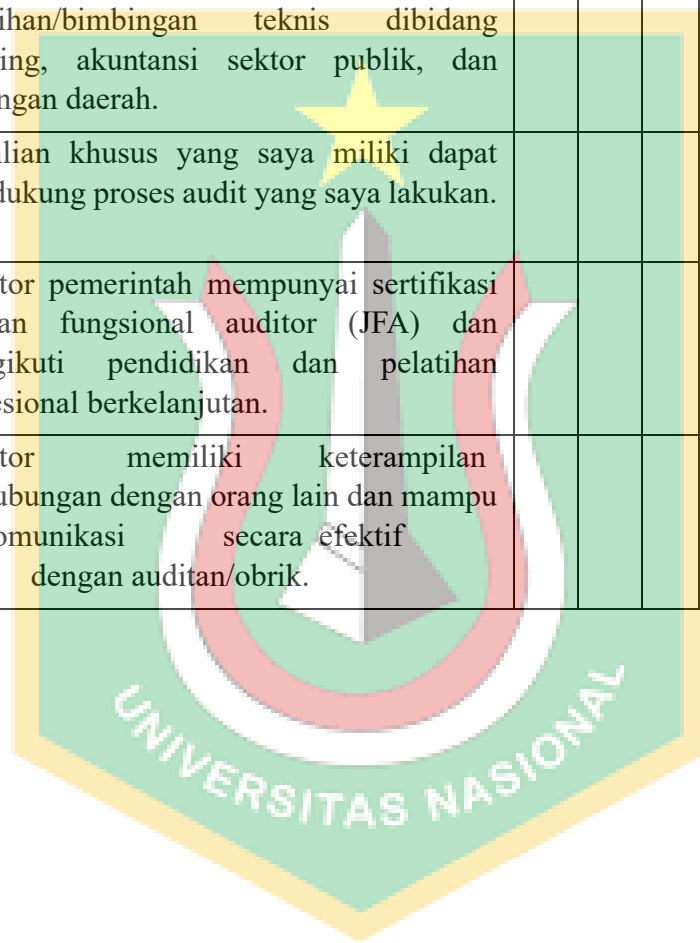 ihan/bimbingan teknis dibidang
ing, akuntansi sektor publik, dan
ngan daerah.
lian khusus yang saya miliki dapat
dukung proses audit yang saya lakukan.
tor pemerintah mempunyai sertifikasi
an fungsional auditor (JFA) dan
gikuti pendidikan dan pelatihan
esional berkelanjutan.
tor memiliki keterampilan
ubungan dengan orang lain dan mampu
omunikasi secara efektif
dengan auditan/obrik.
UNIVERSITAS NASIONAL